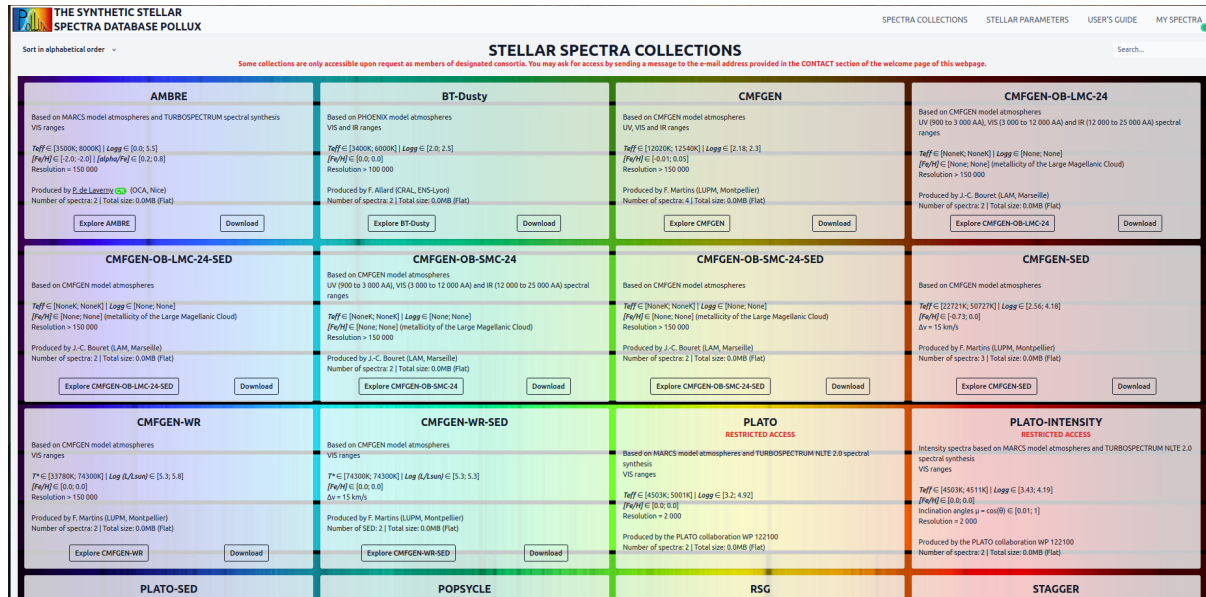 THE SYNTHETIC STELLAR
SPECTRA DATABASE POLLUX
SPECTRA COLLECTIONS
STELLAR PARAMETERS
USER'S GUIDE
MY SPECTRA
Sort in alphabetical order
STELLAR SPECTRA COLLECTIONS
Search...
Some collections are only accessible upon request as members of designated consortia. You may ask for access by sending a message to the e-mail address provided in the CONTACT section of the welcome page of this webpage.
AMBRE
Based on MARCS model atmospheres and TURBOSPECTRUM spectral synthesis
VIS ranges
Teff ∈ [3500K; 8000K] | Logg ∈ [0.0; 5.5]
[Fe/H] ∈ [-2.0; -2.0] | [alpha/Fe] ∈ [0.2; 0.8]
Resolution = 150 000
Produced by P. de Laverny (OCA, Nice)
Number of spectra: 2 | Total size: 0.0MB (Flat)
Explore AMBRE
Download
BT-Dusty
Based on PHOENIX model atmospheres
VIS and IR ranges
Teff ∈ [3400K; 6000K] | Logg ∈ [2.0; 2.5]
[Fe/H] ∈ [0.0; 0.0]
Resolution > 100 000
Produced by F. Allard (CRAL, ENS-Lyon)
Number of spectra: 2 | Total size: 0.0MB (Flat)
Explore BT-Dusty
Download
CMFGEN
Based on CMFGEN model atmospheres
UV, VIS and IR ranges
Teff ∈ [12020K; 12540K] | Logg ∈ [2.18; 2.3]
[Fe/H] ∈ [-0.01; 0.05]
Resolution > 150 000
Produced by F. Martins (LUPM, Montpellier)
Number of spectra: 4 | Total size: 0.0MB (Flat)
Explore CMFGEN
Download
CMFGEN-OB-LMC-24
Based on CMFGEN model atmospheres
UV (900 to 3 000 AA), VIS (3 000 to 12 000 AA) and IR (12 000 to 25 000 AA) spectral
ranges
Teff ∈ [NoneK; NoneK] | Logg ∈ [None; None]
[Fe/H] ∈ [None; None] (metallicity of the Large Magellanic Cloud)
Resolution > 150 000
Produced by J.-C. Bouret (LAM, Marseille)
Number of spectra: 2 | Total size: 0.0MB (Flat)
Explore CMFGEN-OB-LMC-24
Download
CMFGEN-OB-LMC-24-SED
Based on CMFGEN model atmospheres
Teff ∈ [NoneK; NoneK] | Logg ∈ [None; None]
[Fe/H] ∈ [None; None] (metallicity of the Large Magellanic Cloud)
Resolution > 150 000
Produced by J.-C. Bouret (LAM, Marseille)
Number of spectra: 2 | Total size: 0.0MB (Flat)
Explore CMFGEN-OB-LMC-24-SED
Download
CMFGEN-OB-SMC-24
Based on CMFGEN model atmospheres
UV (900 to 3 000 AA), VIS (3 000 to 12 000 AA) and IR (12 000 to 25 000 AA) spectral
ranges
Teff ∈ [NoneK; NoneK] | Logg ∈ [None; None]
[Fe/H] ∈ [None; None] (metallicity of the Large Magellanic Cloud)
Resolution > 150 000
Produced by J.-C. Bouret (LAM, Marseille)
Number of spectra: 2 | Total size: 0.0MB (Flat)
Explore CMFGEN-OB-SMC-24
Download
CMFGEN-OB-SMC-24-SED
Based on CMFGEN model atmospheres
Teff ∈ [NoneK; NoneK] | Logg ∈ [None; None]
[Fe/H] ∈ [None; None] (metallicity of the Large Magellanic Cloud)
Resolution > 150 000
Produced by J.-C. Bouret (LAM, Marseille)
Number of spectra: 2 | Total size: 0.0MB (Flat)
Explore CMFGEN-OB-SMC-24-SED
Download
CMFGEN-SED
Based on CMFGEN model atmospheres
Teff ∈ [22721K; 50727K] | Logg ∈ [2.56; 4.18]
[Fe/H] ∈ [-0.73; 0.0]
Δv = 15 km/s
Produced by F. Martins (LUPM, Montpellier)
Number of spectra: 3 | Total size: 0.0MB (Flat)
Explore CMFGEN-SED
Download
CMFGEN-WR
Based on CMFGEN model atmospheres
VIS ranges
T* ∈ [33780K; 74300K] | Log (L/Lsun) ∈ [5.3; 5.8]
[Fe/H] ∈ [0.0; 0.0]
Resolution > 150 000
Produced by F. Martins (LUPM, Montpellier)
Number of spectra: 2 | Total size: 0.0MB (Flat)
Explore CMFGEN-WR
Download
CMFGEN-WR-SED
Based on CMFGEN model atmospheres
VIS ranges
T* ∈ [74300K; 74300K] | Log (L/Lsun) ∈ [5.3; 5.3]
[Fe/H] ∈ [0.0; 0.0]
Δv = 15 km/s
Produced by F. Martins (LUPM, Montpellier)
Number of SED: 2 | Total size: 0.0MB (Flat)
Explore CMFGEN-WR-SED
Download
PLATO
RESTRICTED ACCESS
Based on MARCS model atmospheres and TURBOSPECTRUM NLTE 2.0 spectral
synthesis
VIS ranges
Teff ∈ [4503K; 5001K] | Logg ∈ [3.2; 4.92]
[Fe/H] ∈ [0.0; 0.0]
Resolution = 2 000
Produced by the PLATO collaboration WP 122100
Number of spectra: 2 | Total size: 0.0MB (Flat)
PLATO-INTENSITY
RESTRICTED ACCESS
Intensity spectra based on MARCS model atmospheres and TURBOSPECTRUM NLTE 2.0
spectral synthesis
VIS ranges
Teff ∈ [4503K; 4511K] | Logg ∈ [3.43; 4.19]
[Fe/H] ∈ [0.0; 0.0]
Inclination angles μ = cos(θ) ∈ [0.01; 1]
Resolution = 2 000
Produced by the PLATO collaboration WP 122100
Number of spectra: 2 | Total size: 0.0MB (Flat)
PLATO-SED
POPSYCLE
RSG
STAGGER